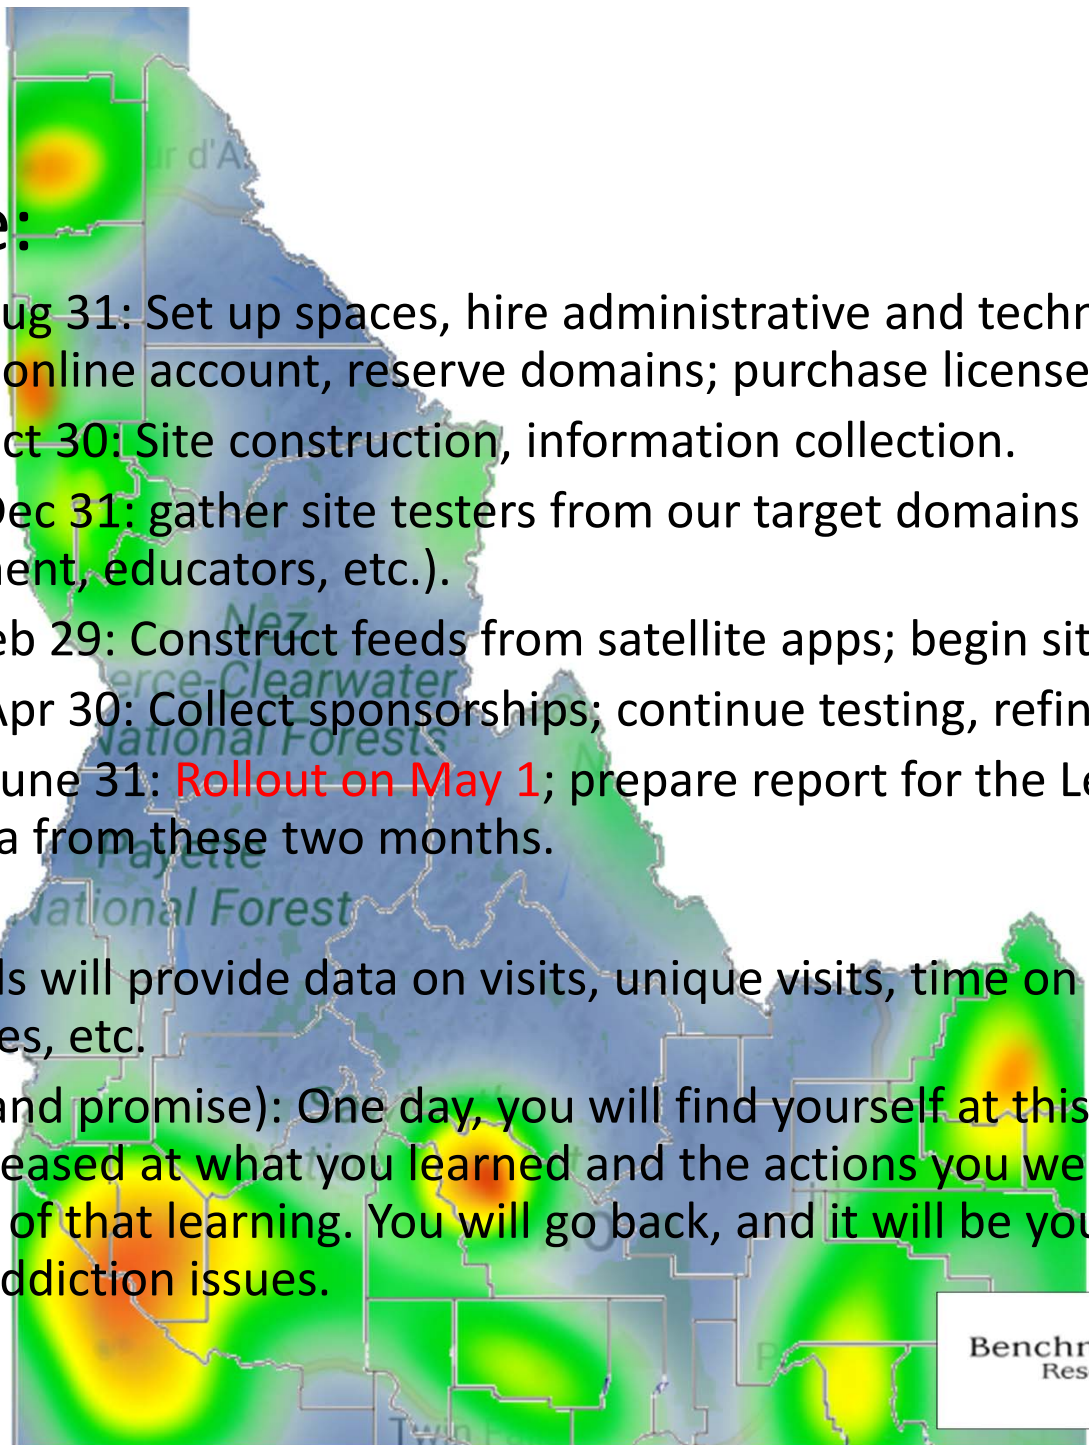 e:
ug 31: Set up spaces, hire administrative and techn
online account, reserve domains; purchase license
ct 30: Site construction, information collection.
Dec 31: gather site testers from our target domains
ment, educators, etc.).
eb 29: Construct feeds from satellite apps; begin sit
Apr 30: Collect sponsorships; continue testing, refin
une 31: Rollout on May 1; prepare report for the Le
a from these two months.
ls will provide data on visits, unique visits, time on
es, etc.
and promise): One day, you will find yourself at this
eased at what you learned and the actions you we
of that learning. You will go back, and it will be you
ddiction issues.
ur d'A
Nez
erce-Clearwater
National Forests
Payette
National Forest
Twin Fa
Benchm
Res